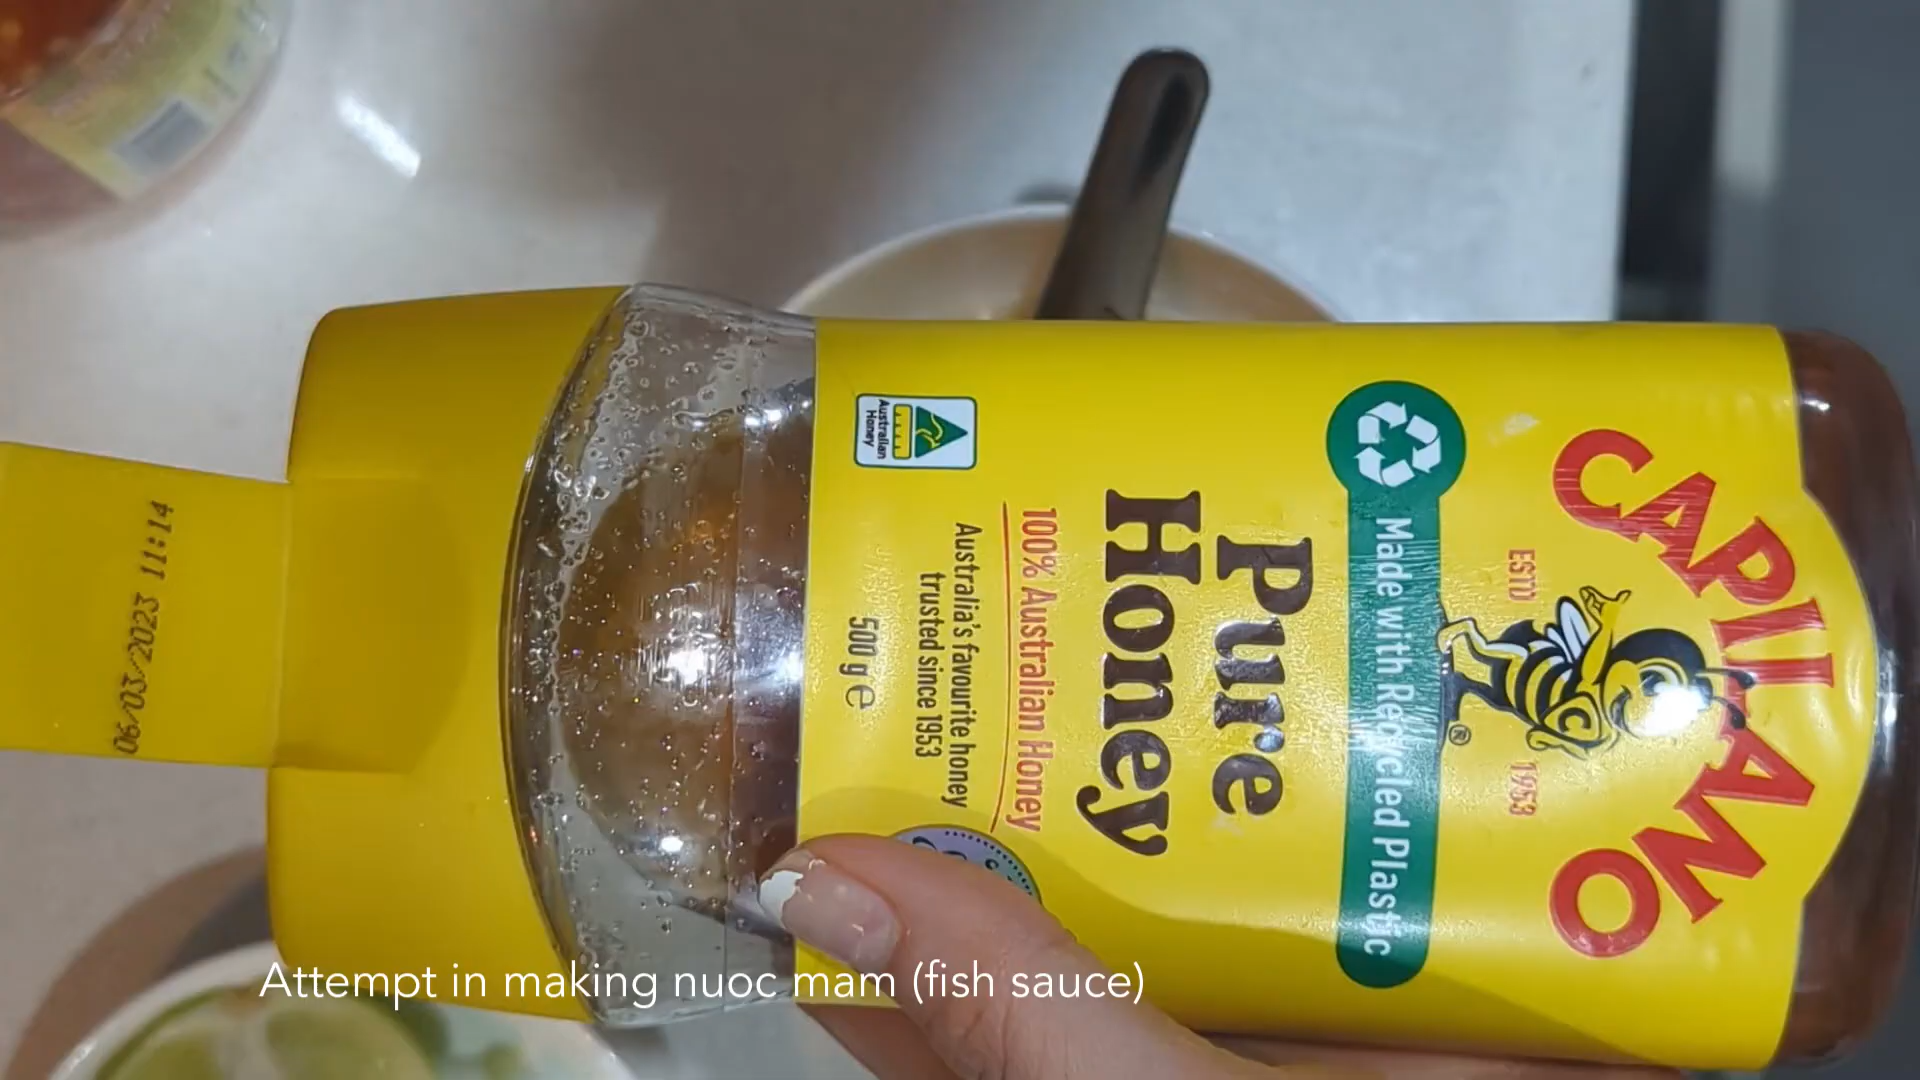 CAPILANO
ESTD 1953
®
Made with Recycled Plastic
Pure
Honey
100% Australian Honey
Australia's favourite honey
trusted since 1953
500 g e
Australian
Honey
06/03/2023 11:14
Attempt in making nuoc mam (fish sauce)